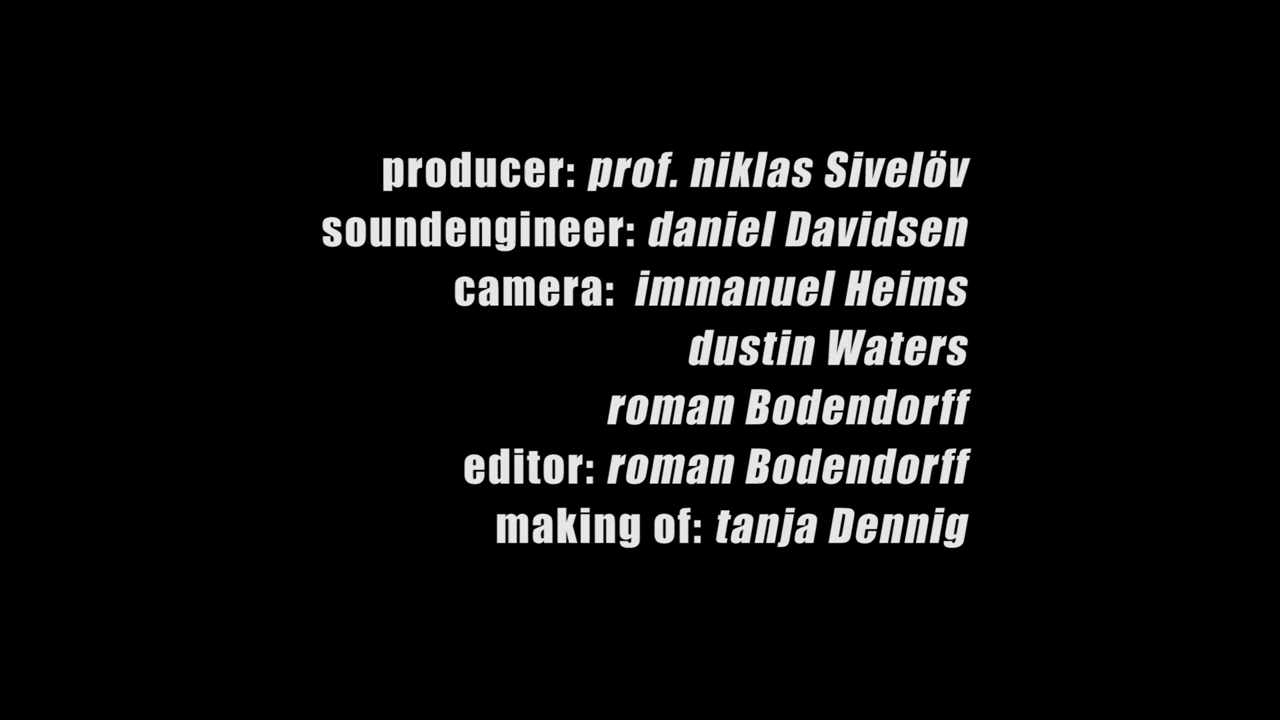 producer: prof. niklas Sivelöv
soundengineer: daniel Davidsen
camera: immanuel Heims
dustin Waters
roman Bodendorff
editor: roman Bodendorff
making of: tanja Dennig